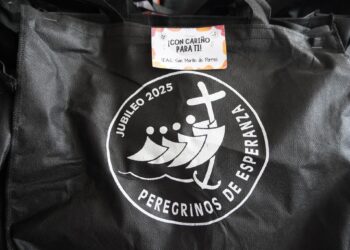 ¡CON CARIÑO
PARA TI!
I.E.A.C. San Martín de Porres
JUBILEO 2025
PEREGRINOS DE ESPERANZA